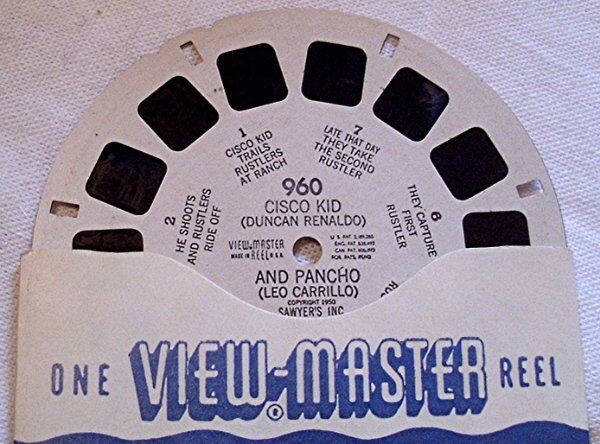 1
CISCO KID
TRAILS
RUSTLERS
AT RANCH
7
LATE THAT DAY
THEY TAKE
THE SECOND
RUSTLER
2
HE SHOOTS
AND RUSTLERS
RIDE OFF
6
THEY CAPTURE
FIRST
RUSTLER
960
CISCO KID
(DUNCAN RENALDO)
VIEW-MASTER
MADE IN REEL U.S.A.
AND PANCHO
(LEO CARRILLO)
COPYRIGHT 1950
SAWYER'S INC
ONE VIEW-MASTER REEL
®